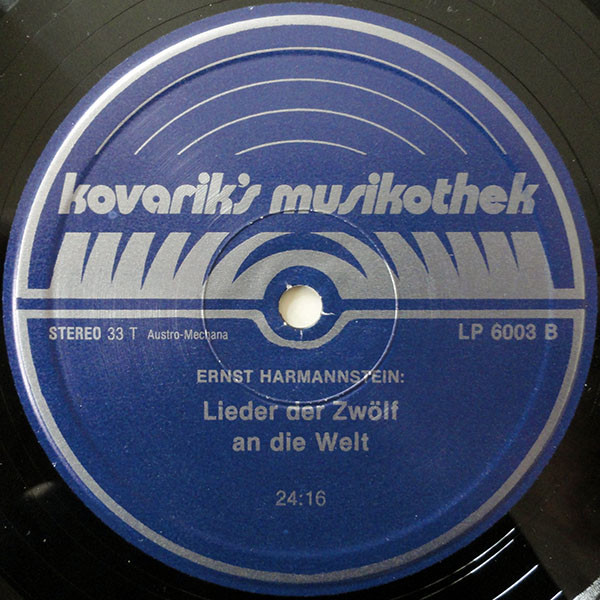 kovarik's musikothek
STEREO 33 T Austro-Mechana LP 6003 B
ERNST HARMANNSTEIN:
Lieder der Zwölf
an die Welt
24:16